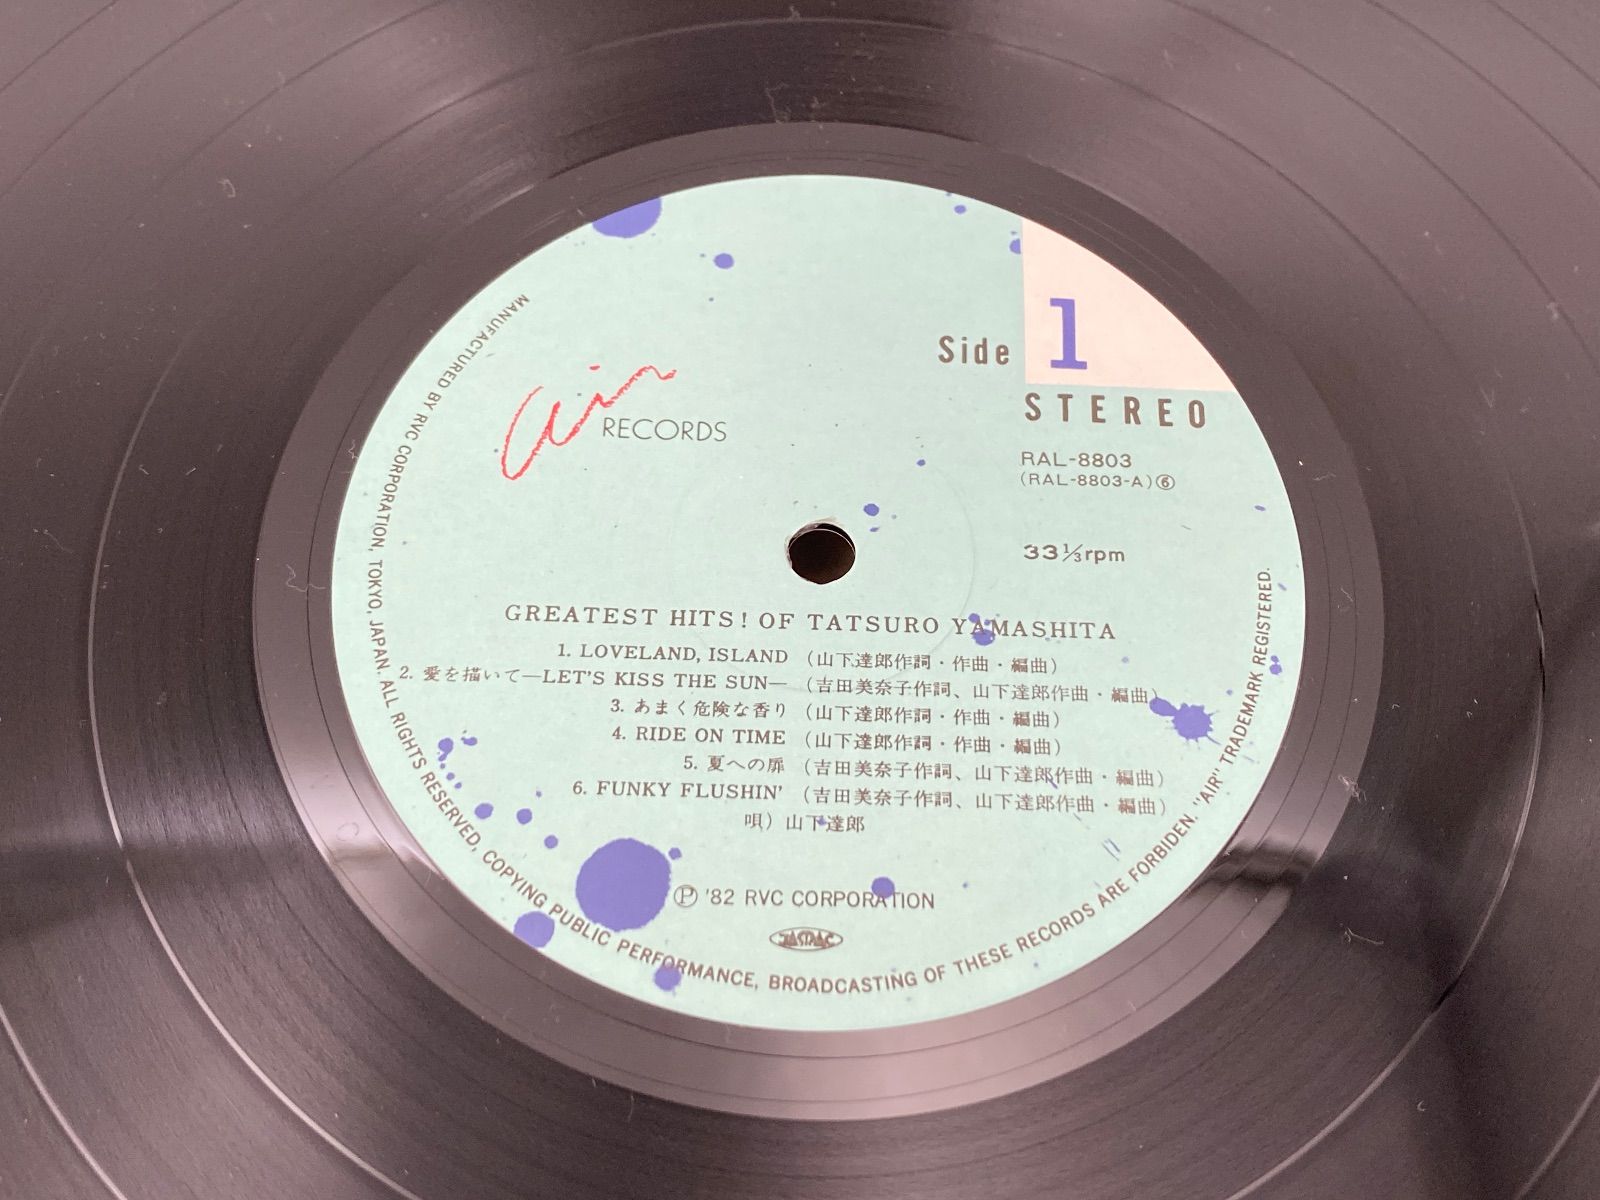 air RECORDS
Side 1
STEREO
RAL-8803
(RAL-8803-A)⑥
33⅓rpm
GREATEST HITS! OF TATSURO YAMASHITA
1. LOVELAND, ISLAND (山下達郎作詞・作曲・編曲)
2. 愛を描いて—LET'S KISS THE SUN— (吉田美奈子作詞、山下達郎作曲・編曲)
3. あまく危険な香り (山下達郎作詞・作曲・編曲)
4. RIDE ON TIME (山下達郎作詞・作曲・編曲)
5. 夏への扉 (吉田美奈子作詞、山下達郎作曲・編曲)
6. FUNKY FLUSHIN' (吉田美奈子作詞、山下達郎作曲・編曲)
唄) 山下達郎
Ⓟ '82 RVC CORPORATION
JASRAC
MANUFACTURED BY RVC CORPORATION, TOKYO, JAPAN. ALL RIGHTS RESERVED, COPYING PUBLIC PERFORMANCE, BROADCASTING OF THESE RECORDS ARE FORBIDEN. "AIR" TRADEMARK REGISTERED.